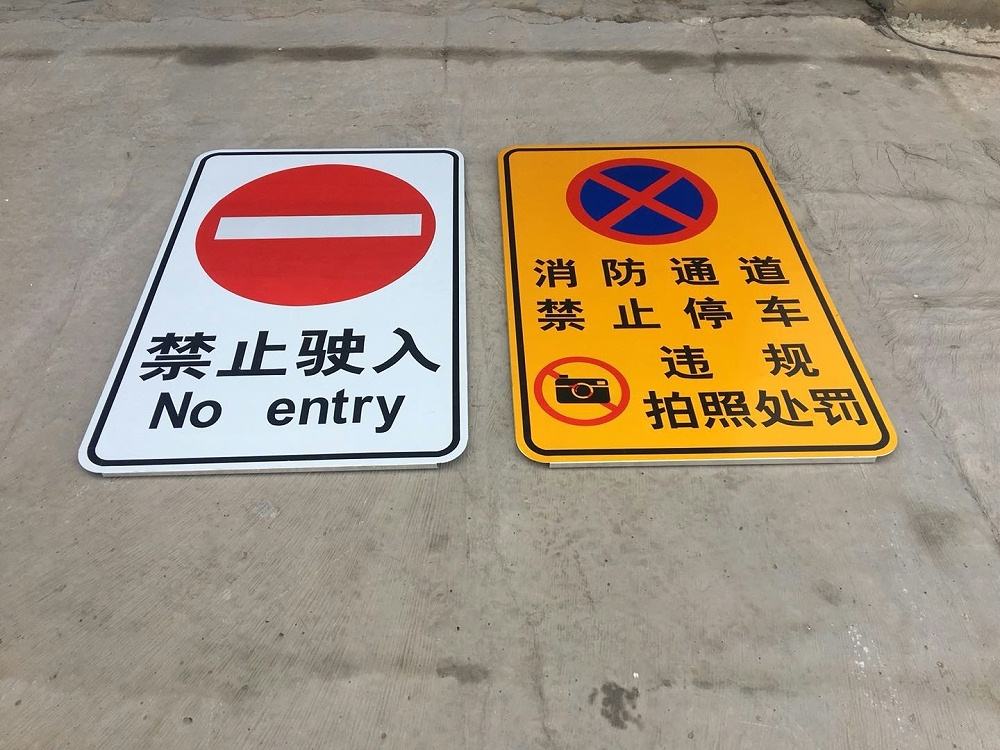 禁止驶入
No entry
消防通道
禁止停车
违规
拍照处罚